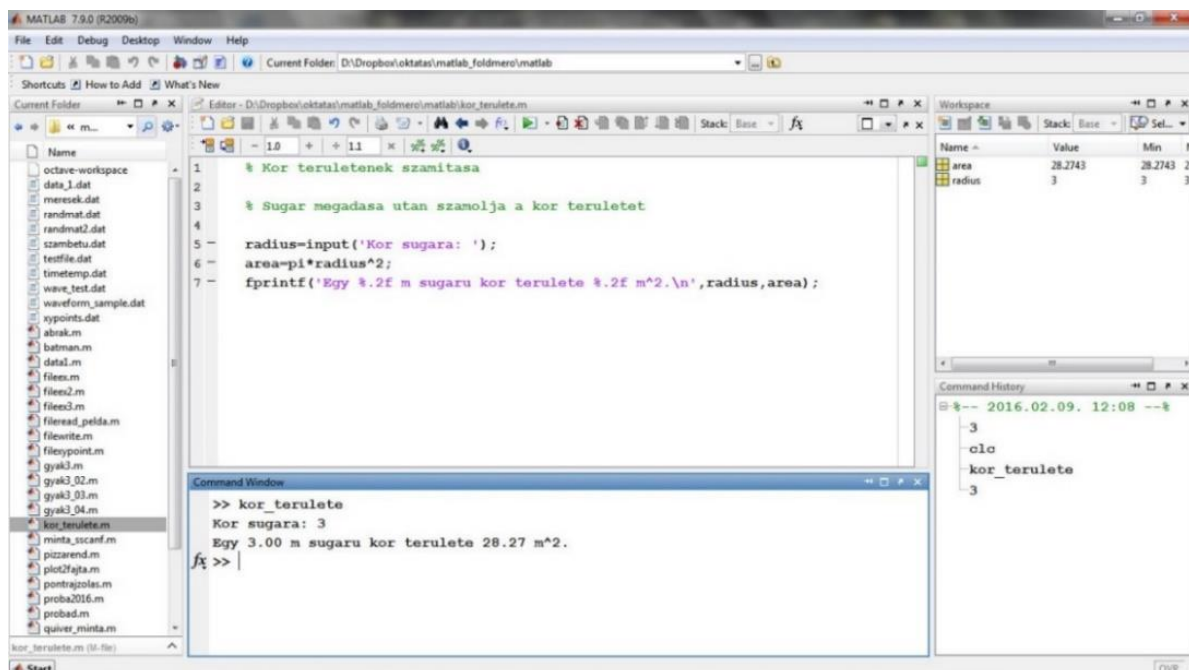 MATLAB 7.9.0 (R2009b)
File Edit Debug Desktop Window Help
Current Folder: D:\Dropbox\oktatas\matlab_foldmero\matlab
Shortcuts How to Add What's New
Current Folder
« m...
Name
octave-workspace
data_1.dat
meresek.dat
randmat.dat
randmat2.dat
szambetu.dat
testfile.dat
timetemp.dat
wave_test.dat
waveform_sample.dat
xypoints.dat
abrak.m
batman.m
data1.m
fileex.m
fileex2.m
fileex3.m
fileread_pelda.m
filewrite.m
filexypoint.m
gyak3.m
gyak3_02.m
gyak3_03.m
gyak3_04.m
kor_terulete.m
minta_sscanf.m
pizzarend.m
plot2fajta.m
pontrajzolas.m
proba2016.m
probad.m
quiver_minta.m
kor_terulete.m (M-file)
Start
Editor - D:\Dropbox\oktatas\matlab_foldmero\matlab\kor_terulete.m
Stack: Base fx
- 1.0 + ÷ 1.1 ×
1 % Kor teruletenek szamitasa
2
3 % Sugar megadasa utan szamolja a kor teruletet
4
5 - radius=input('Kor sugara: ');
6 - area=pi*radius^2;
7 - fprintf('Egy %.2f m sugaru kor terulete %.2f m^2.\n',radius,area);
Command Window
>> kor_terulete
Kor sugara: 3
Egy 3.00 m sugaru kor terulete 28.27 m^2.
fx >>
Workspace
Stack: Base Sel...
Name Value Min
area 28.2743 28.2743 2
radius 3 3 3
Command History
%-- 2016.02.09. 12:08 --%
3
clc
kor_terulete
3
OVR